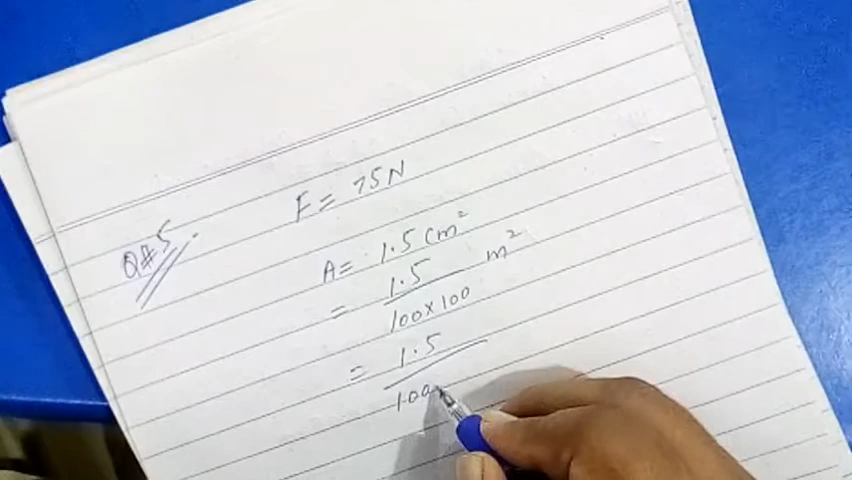 F = 75N
Q#5.
A = 1.5 cm²
= 1.5 m²
100×100
= 1.5
100